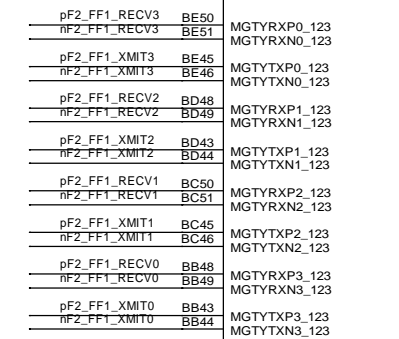 pF2_FF1_RECV3 BE50 MGTYRXP0_123
nF2_FF1_RECV3 BE51 MGTYRXN0_123
pF2_FF1_XMIT3 BE45 MGTYTXP0_123
nF2_FF1_XMIT3 BE46 MGTYTXN0_123
pF2_FF1_RECV2 BD48 MGTYRXP1_123
nF2_FF1_RECV2 BD49 MGTYRXN1_123
pF2_FF1_XMIT2 BD43 MGTYTXP1_123
nF2_FF1_XMIT2 BD44 MGTYTXN1_123
pF2_FF1_RECV1 BC50 MGTYRXP2_123
nF2_FF1_RECV1 BC51 MGTYRXN2_123
pF2_FF1_XMIT1 BC45 MGTYTXP2_123
nF2_FF1_XMIT1 BC46 MGTYTXN2_123
pF2_FF1_RECV0 BB48 MGTYRXP3_123
nF2_FF1_RECV0 BB49 MGTYRXN3_123
pF2_FF1_XMIT0 BB43 MGTYTXP3_123
nF2_FF1_XMIT0 BB44 MGTYTXN3_123